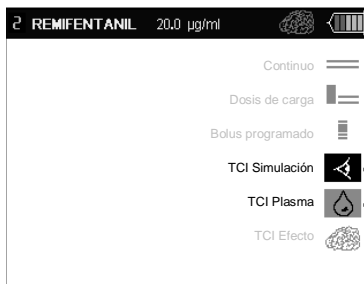 2 REMIFENTANIL 20.0 µg/ml
Continuo
Dosis de carga
Bolus programado
TCI Simulación
TCI Plasma
TCI Efecto